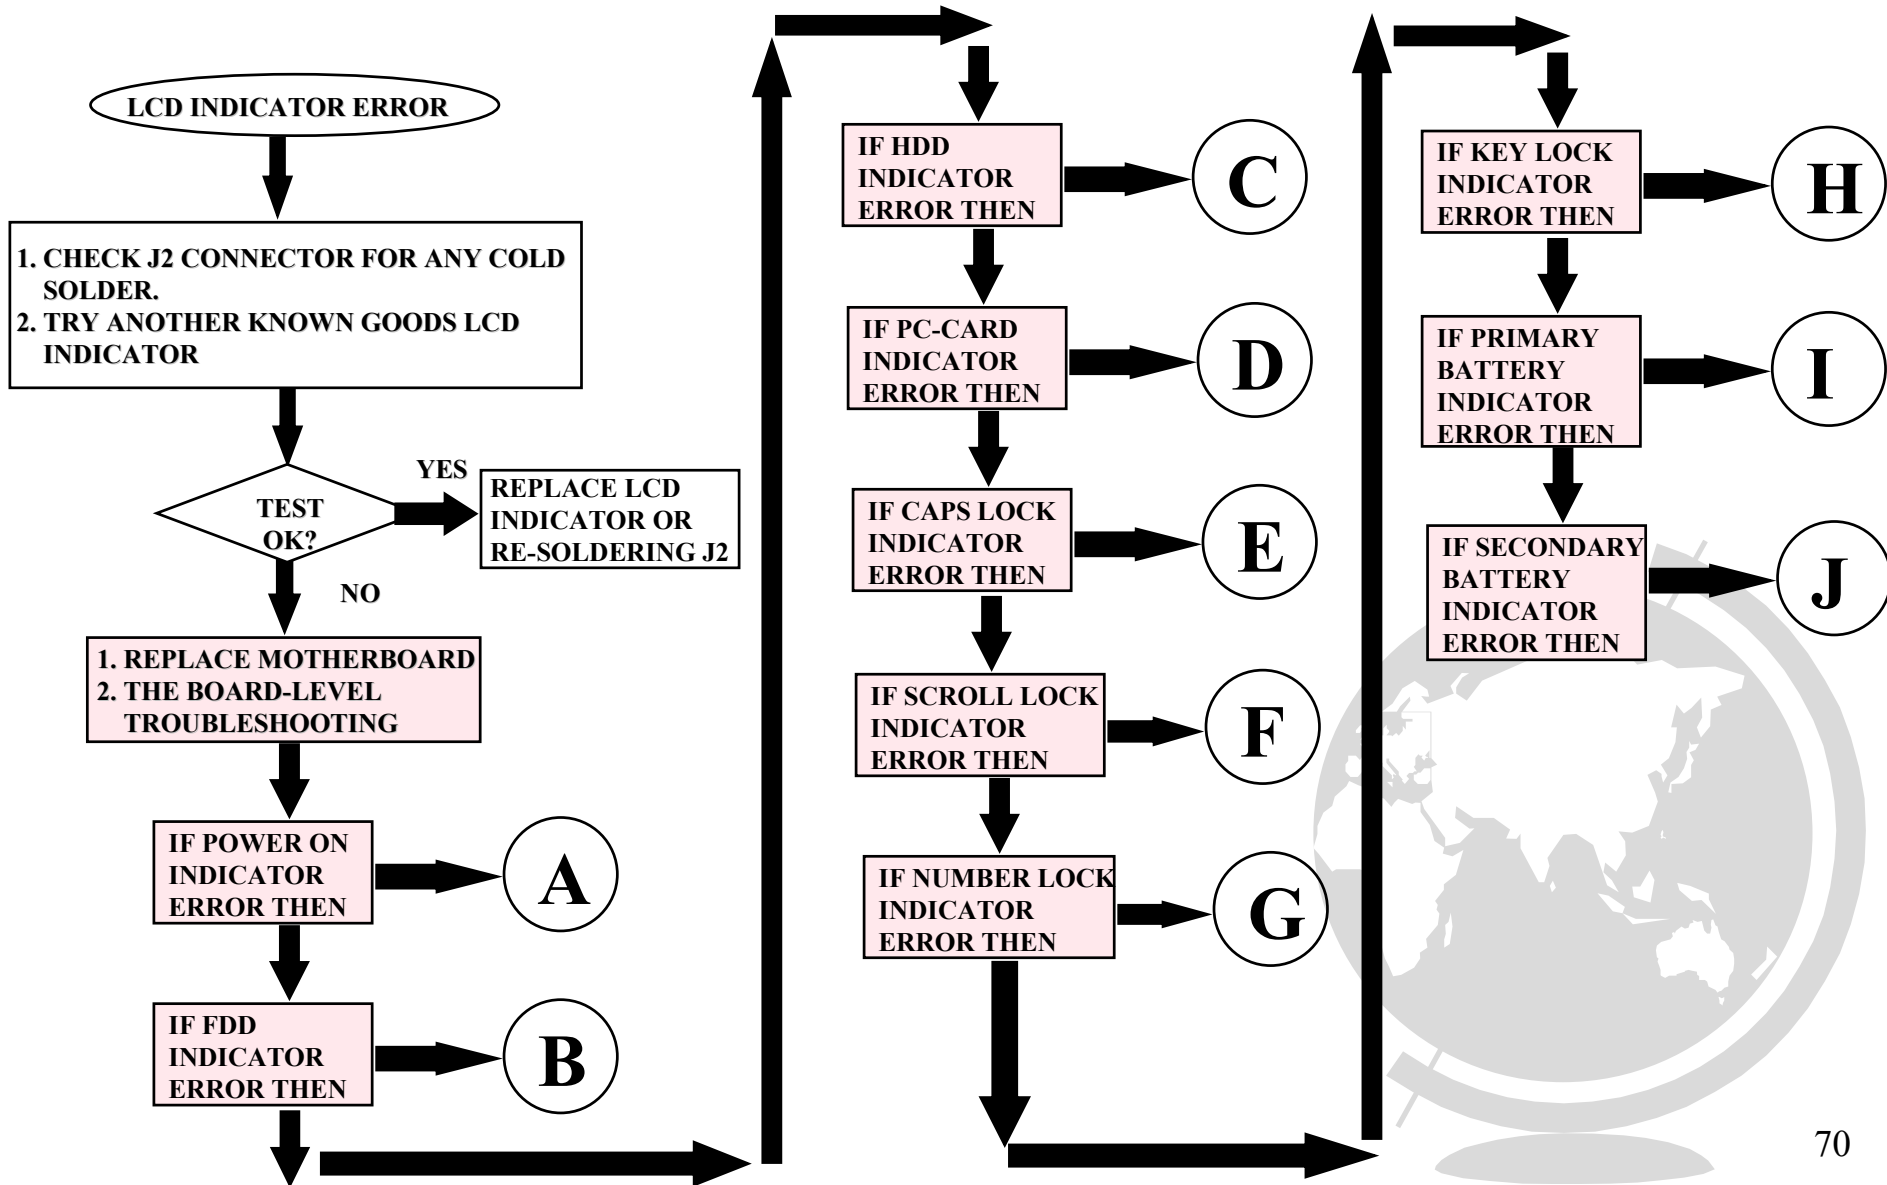 LCD INDICATOR ERROR
1. CHECK J2 CONNECTOR FOR ANY COLD
SOLDER.
2. TRY ANOTHER KNOWN GOODS LCD
INDICATOR
TEST
OK?
YES
REPLACE LCD
INDICATOR OR
RE-SOLDERING J2
NO
1. REPLACE MOTHERBOARD
2. THE BOARD-LEVEL
TROUBLESHOOTING
IF POWER ON
INDICATOR
ERROR THEN
A
IF FDD
INDICATOR
ERROR THEN
B
IF HDD
INDICATOR
ERROR THEN
C
IF PC-CARD
INDICATOR
ERROR THEN
D
IF CAPS LOCK
INDICATOR
ERROR THEN
E
IF SCROLL LOCK
INDICATOR
ERROR THEN
F
IF NUMBER LOCK
INDICATOR
ERROR THEN
G
IF KEY LOCK
INDICATOR
ERROR THEN
H
IF PRIMARY
BATTERY
INDICATOR
ERROR THEN
I
IF SECONDARY
BATTERY
INDICATOR
ERROR THEN
J
70